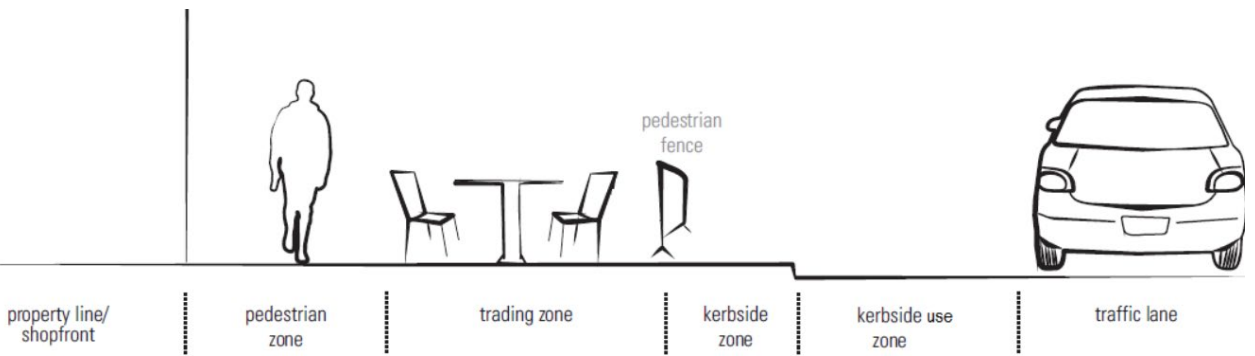 pedestrian
fence
property line/
shopfront
pedestrian
zone
trading zone
kerbside
zone
kerbside use
zone
traffic lane